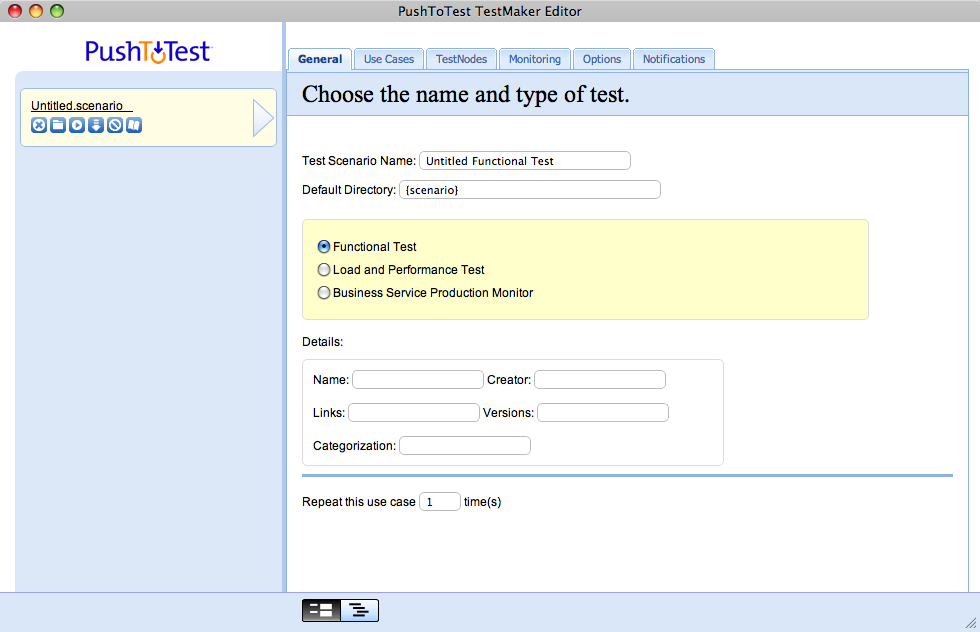 PushToTest TestMaker Editor
PushToTest
General Use Cases TestNodes Monitoring Options Notifications
Untitled.scenario
Choose the name and type of test.
Test Scenario Name: Untitled Functional Test
Default Directory: {scenario}
Functional Test
Load and Performance Test
Business Service Production Monitor
Details:
Name: Creator:
Links: Versions:
Categorization:
Repeat this use case 1 time(s)